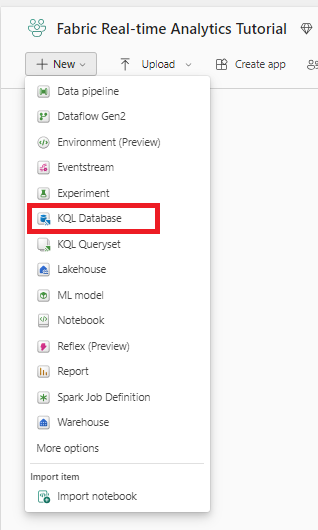 Fabric Real-time Analytics Tutorial
New Upload Create app
Data pipeline
Dataflow Gen2
Environment (Preview)
Eventstream
Experiment
KQL Database
KQL Queryset
Lakehouse
ML model
Notebook
Reflex (Preview)
Report
Spark Job Definition
Warehouse
More options
Import item
Import notebook